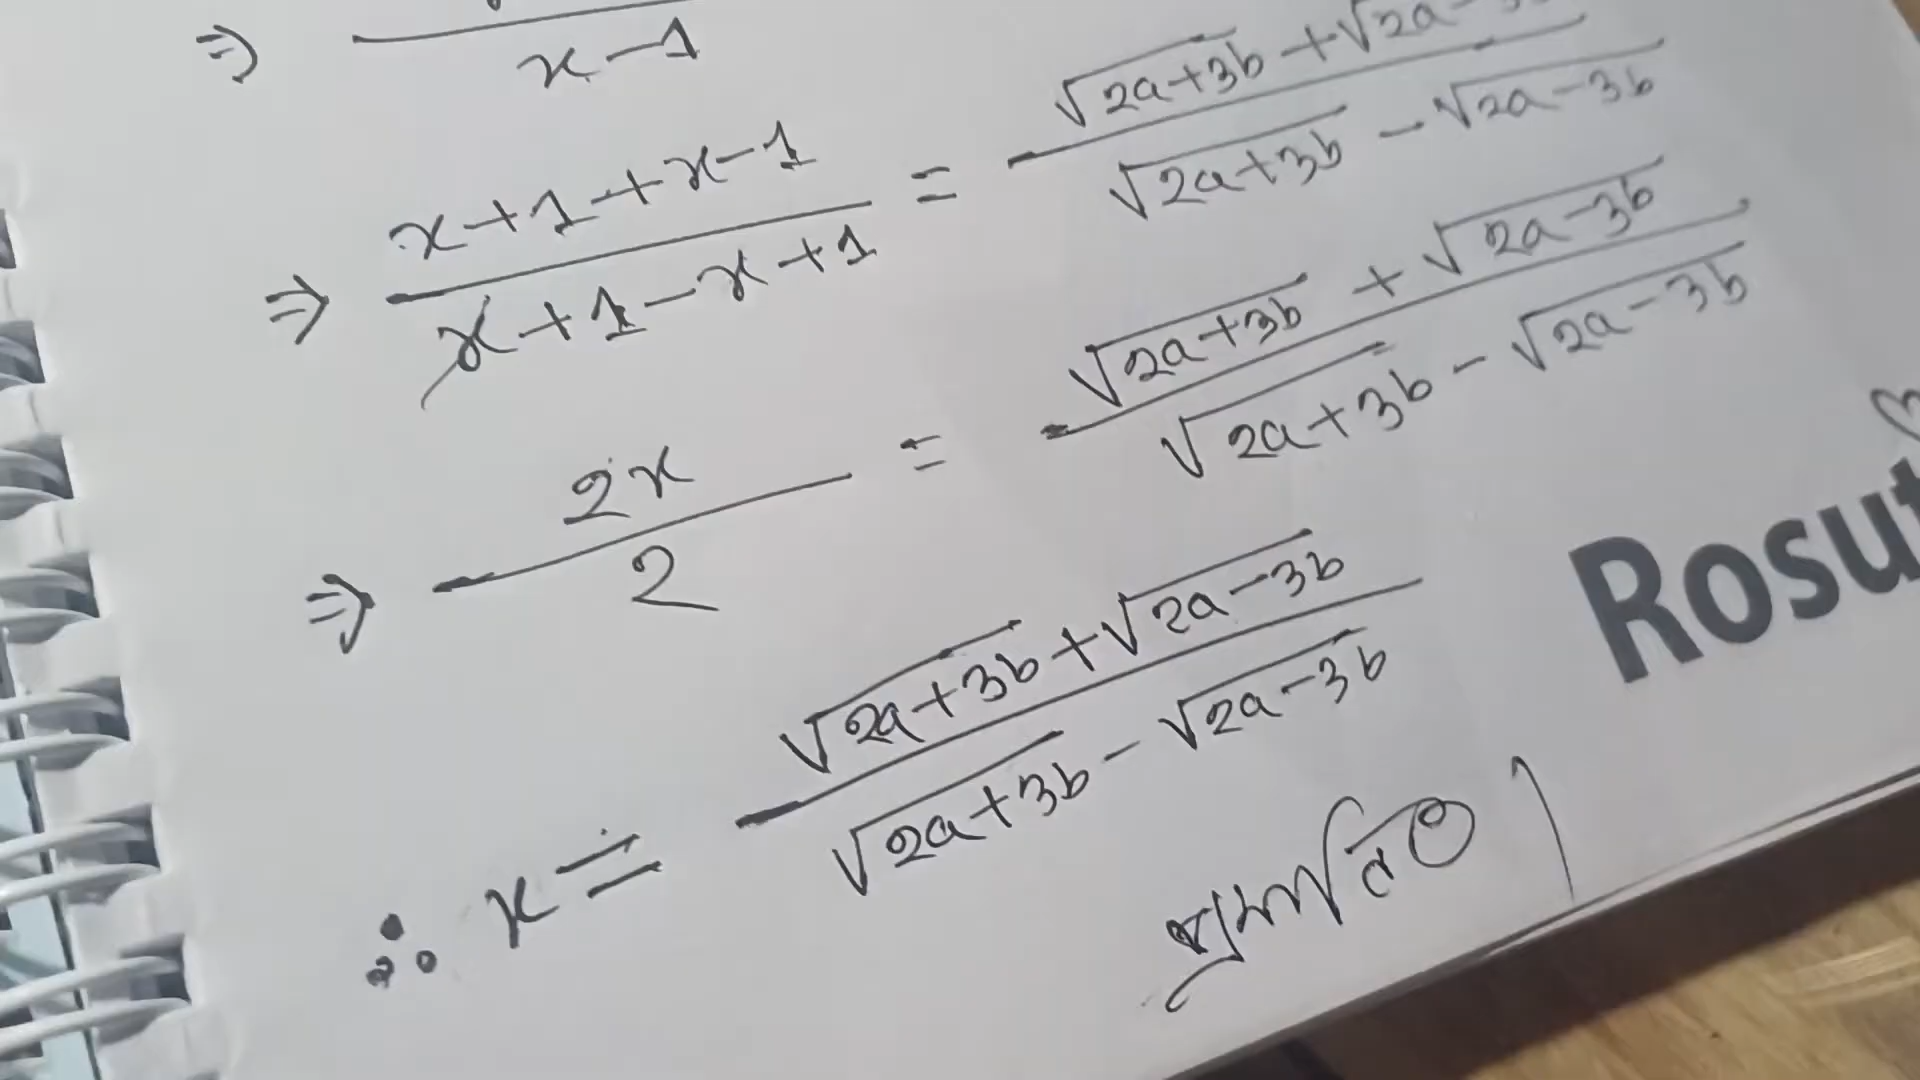 ⇒ x-1
⇒ (x+1+x-1)/(x+1-x+1) = (√(2a+3b) + √(2a-3b))/(√(2a+3b) - √(2a-3b))
⇒ 2x/2 = (√(2a+3b) + √(2a-3b))/(√(2a+3b) - √(2a-3b))
∴ x = (√(2a+3b) + √(2a-3b))/(√(2a+3b) - √(2a-3b))
প্রমাণিত।